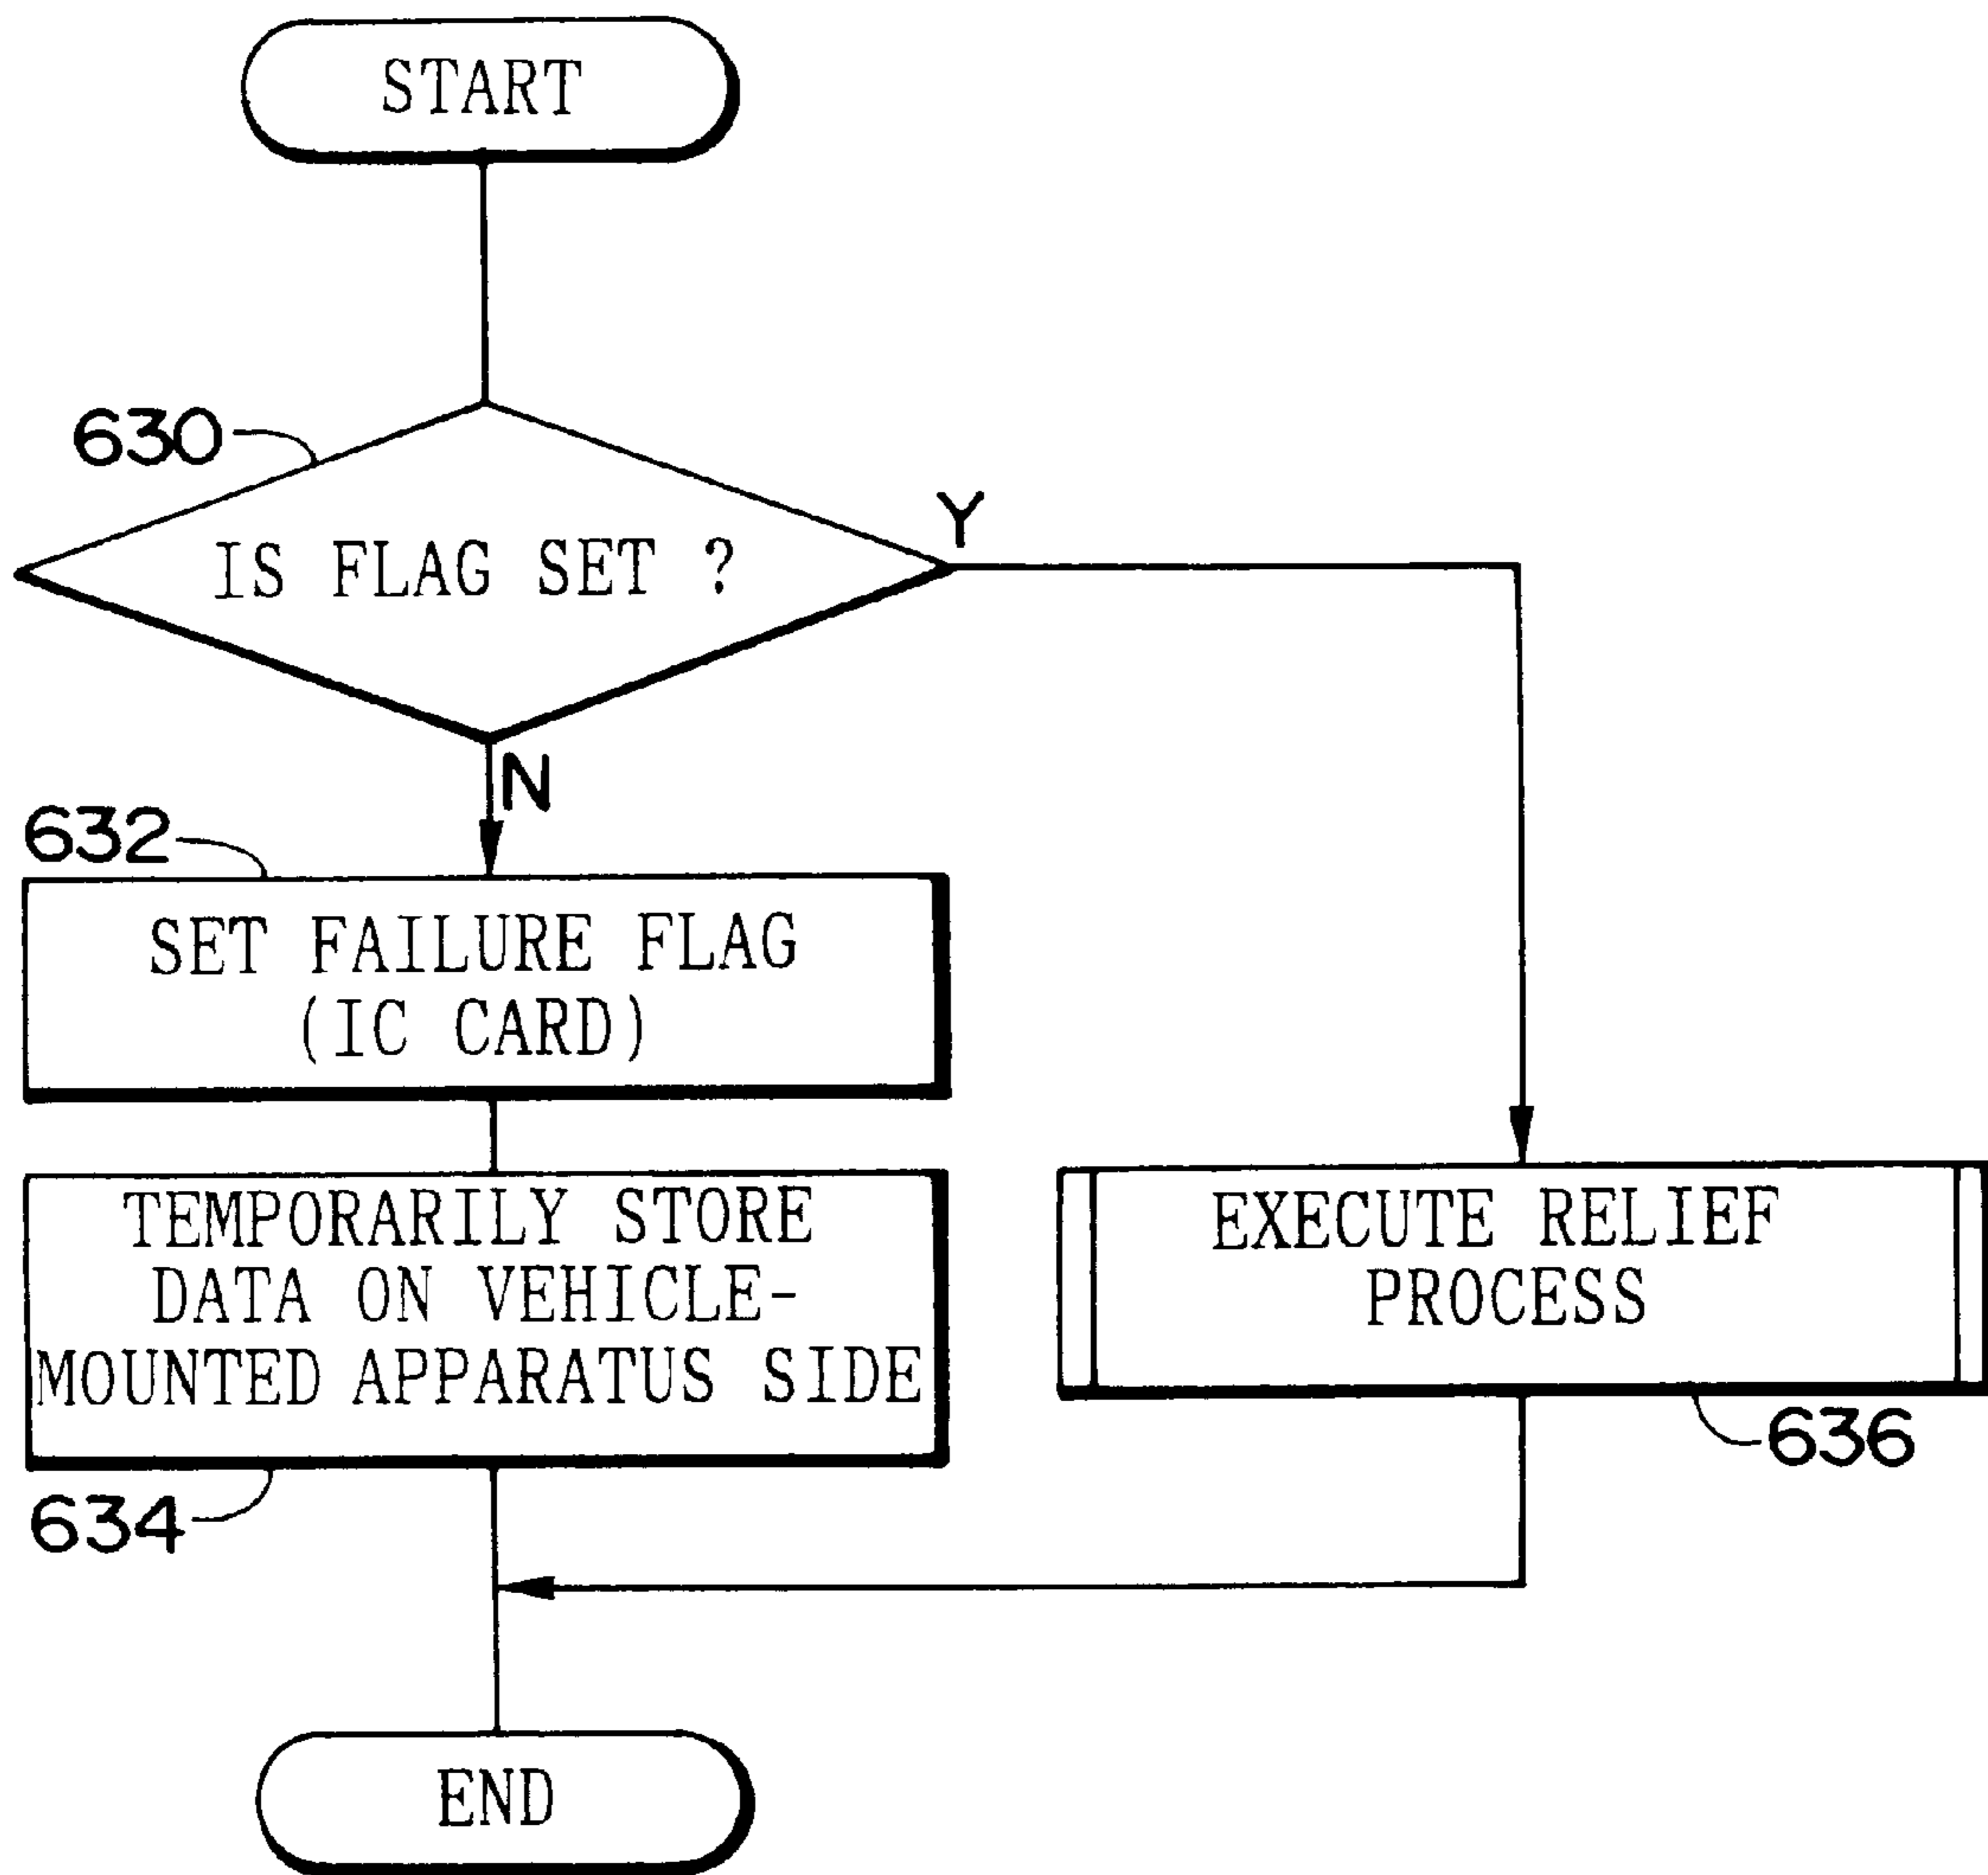 START
630
IS FLAG SET ?
Y
N
632
SET FAILURE FLAG
(IC CARD)
TEMPORARILY STORE
DATA ON VEHICLE-
MOUNTED APPARATUS SIDE
634
EXECUTE RELIEF
PROCESS
636
END